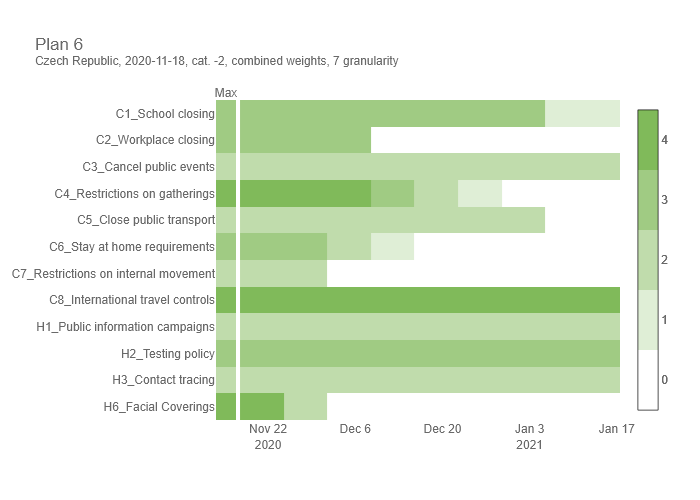 Plan 6
Czech Republic, 2020-11-18, cat. -2, combined weights, 7 granularity
Max
C1_School closing
C2_Workplace closing
C3_Cancel public events
C4_Restrictions on gatherings
C5_Close public transport
C6_Stay at home requirements
C7_Restrictions on internal movement
C8_International travel controls
H1_Public information campaigns
H2_Testing policy
H3_Contact tracing
H6_Facial Coverings
Nov 22 Dec 6 Dec 20 Jan 3 Jan 17
2020 2021
4
3
2
1
0